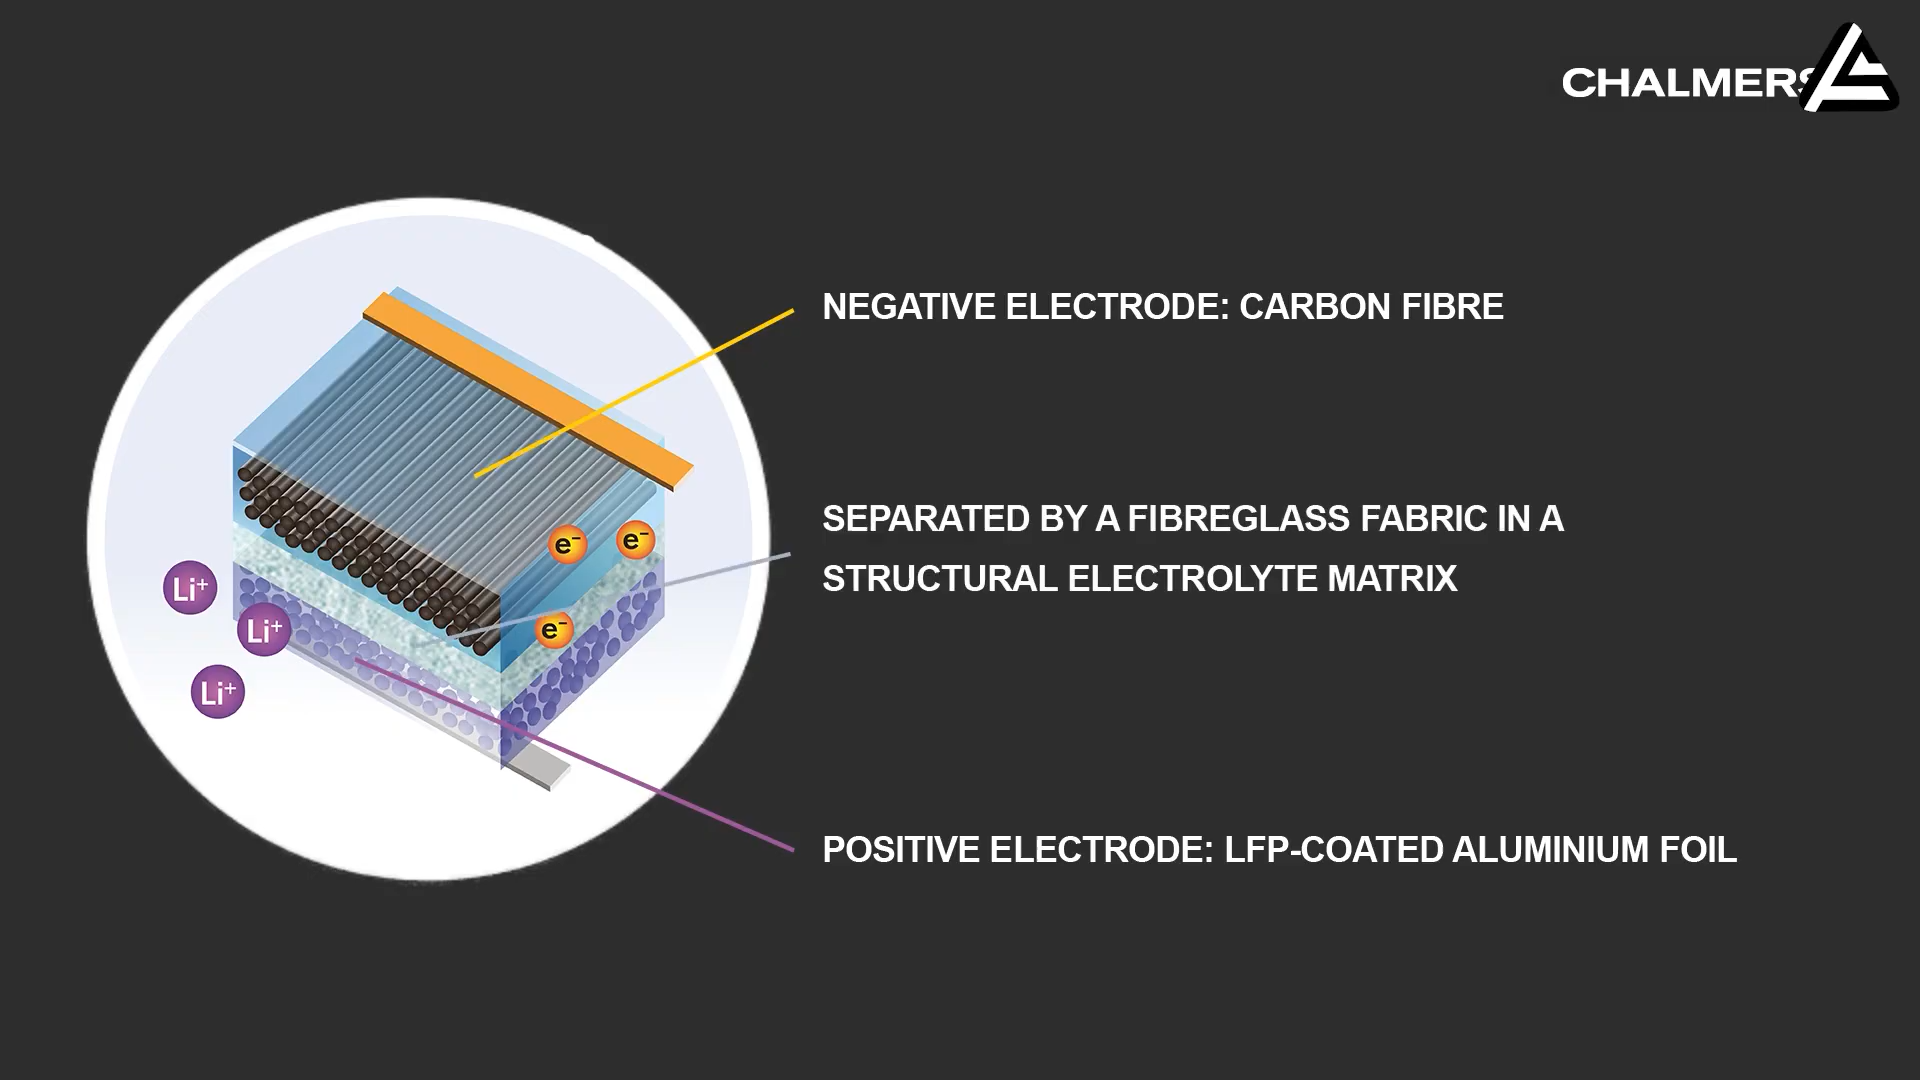 CHALMERS
NEGATIVE ELECTRODE: CARBON FIBRE
SEPARATED BY A FIBREGLASS FABRIC IN A
STRUCTURAL ELECTROLYTE MATRIX
e⁻
e⁻
Li⁺
Li⁺
e⁻
Li⁺
POSITIVE ELECTRODE: LFP-COATED ALUMINIUM FOIL